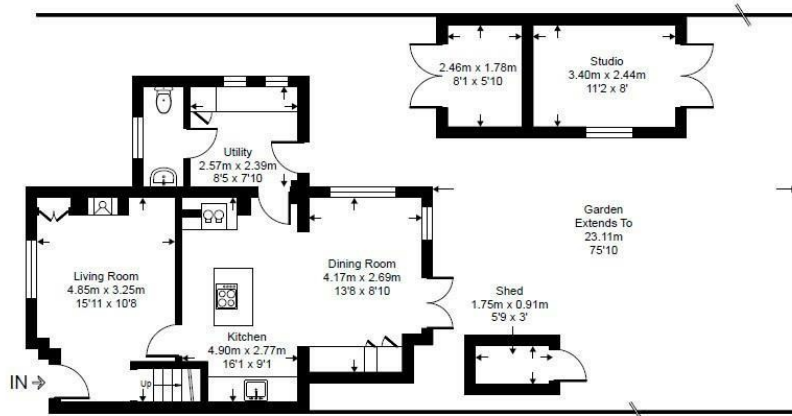 2.46m x 1.78m
8'1 x 5'10
Studio
3.40m x 2.44m
11'2 x 8'
Utility
2.57m x 2.39m
8'5 x 7'10
Garden
Extends To
23.11m
75'10
Living Room
4.85m x 3.25m
15'11 x 10'8
Dining Room
4.17m x 2.69m
13'8 x 8'10
Shed
1.75m x 0.91m
5'9 x 3'
Kitchen
4.90m x 2.77m
16'1 x 9'1
IN
Up